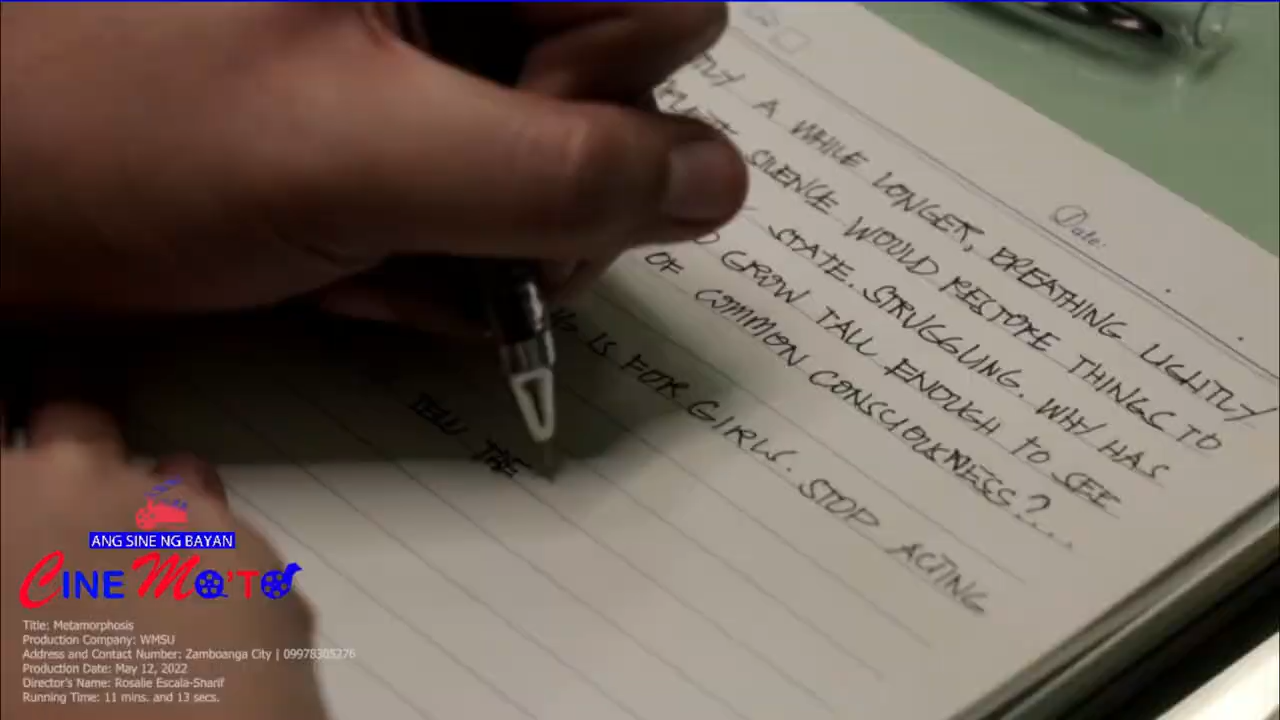 A WHILE LONGER, BREATHING LIGHTLY
SILENCE WOULD RESTORE THINGS TO
STATE. STRUGGLING. WHY HAS
GROW TALL ENOUGH TO SEE
OF COMMON CONSCIOUSNESS?....
IS FOR GIRLS. STOP ACTING
Date:
ANG SINE NG BAYAN
CINE MO'TO
Title: Metamorphosis
Production Company: WMSU
Address and Contact Number: Zamboanga City | 09978305276
Production Date: May 12, 2022
Director's Name: Rosalie Escala-Sharif
Running Time: 11 mins. and 13 secs.